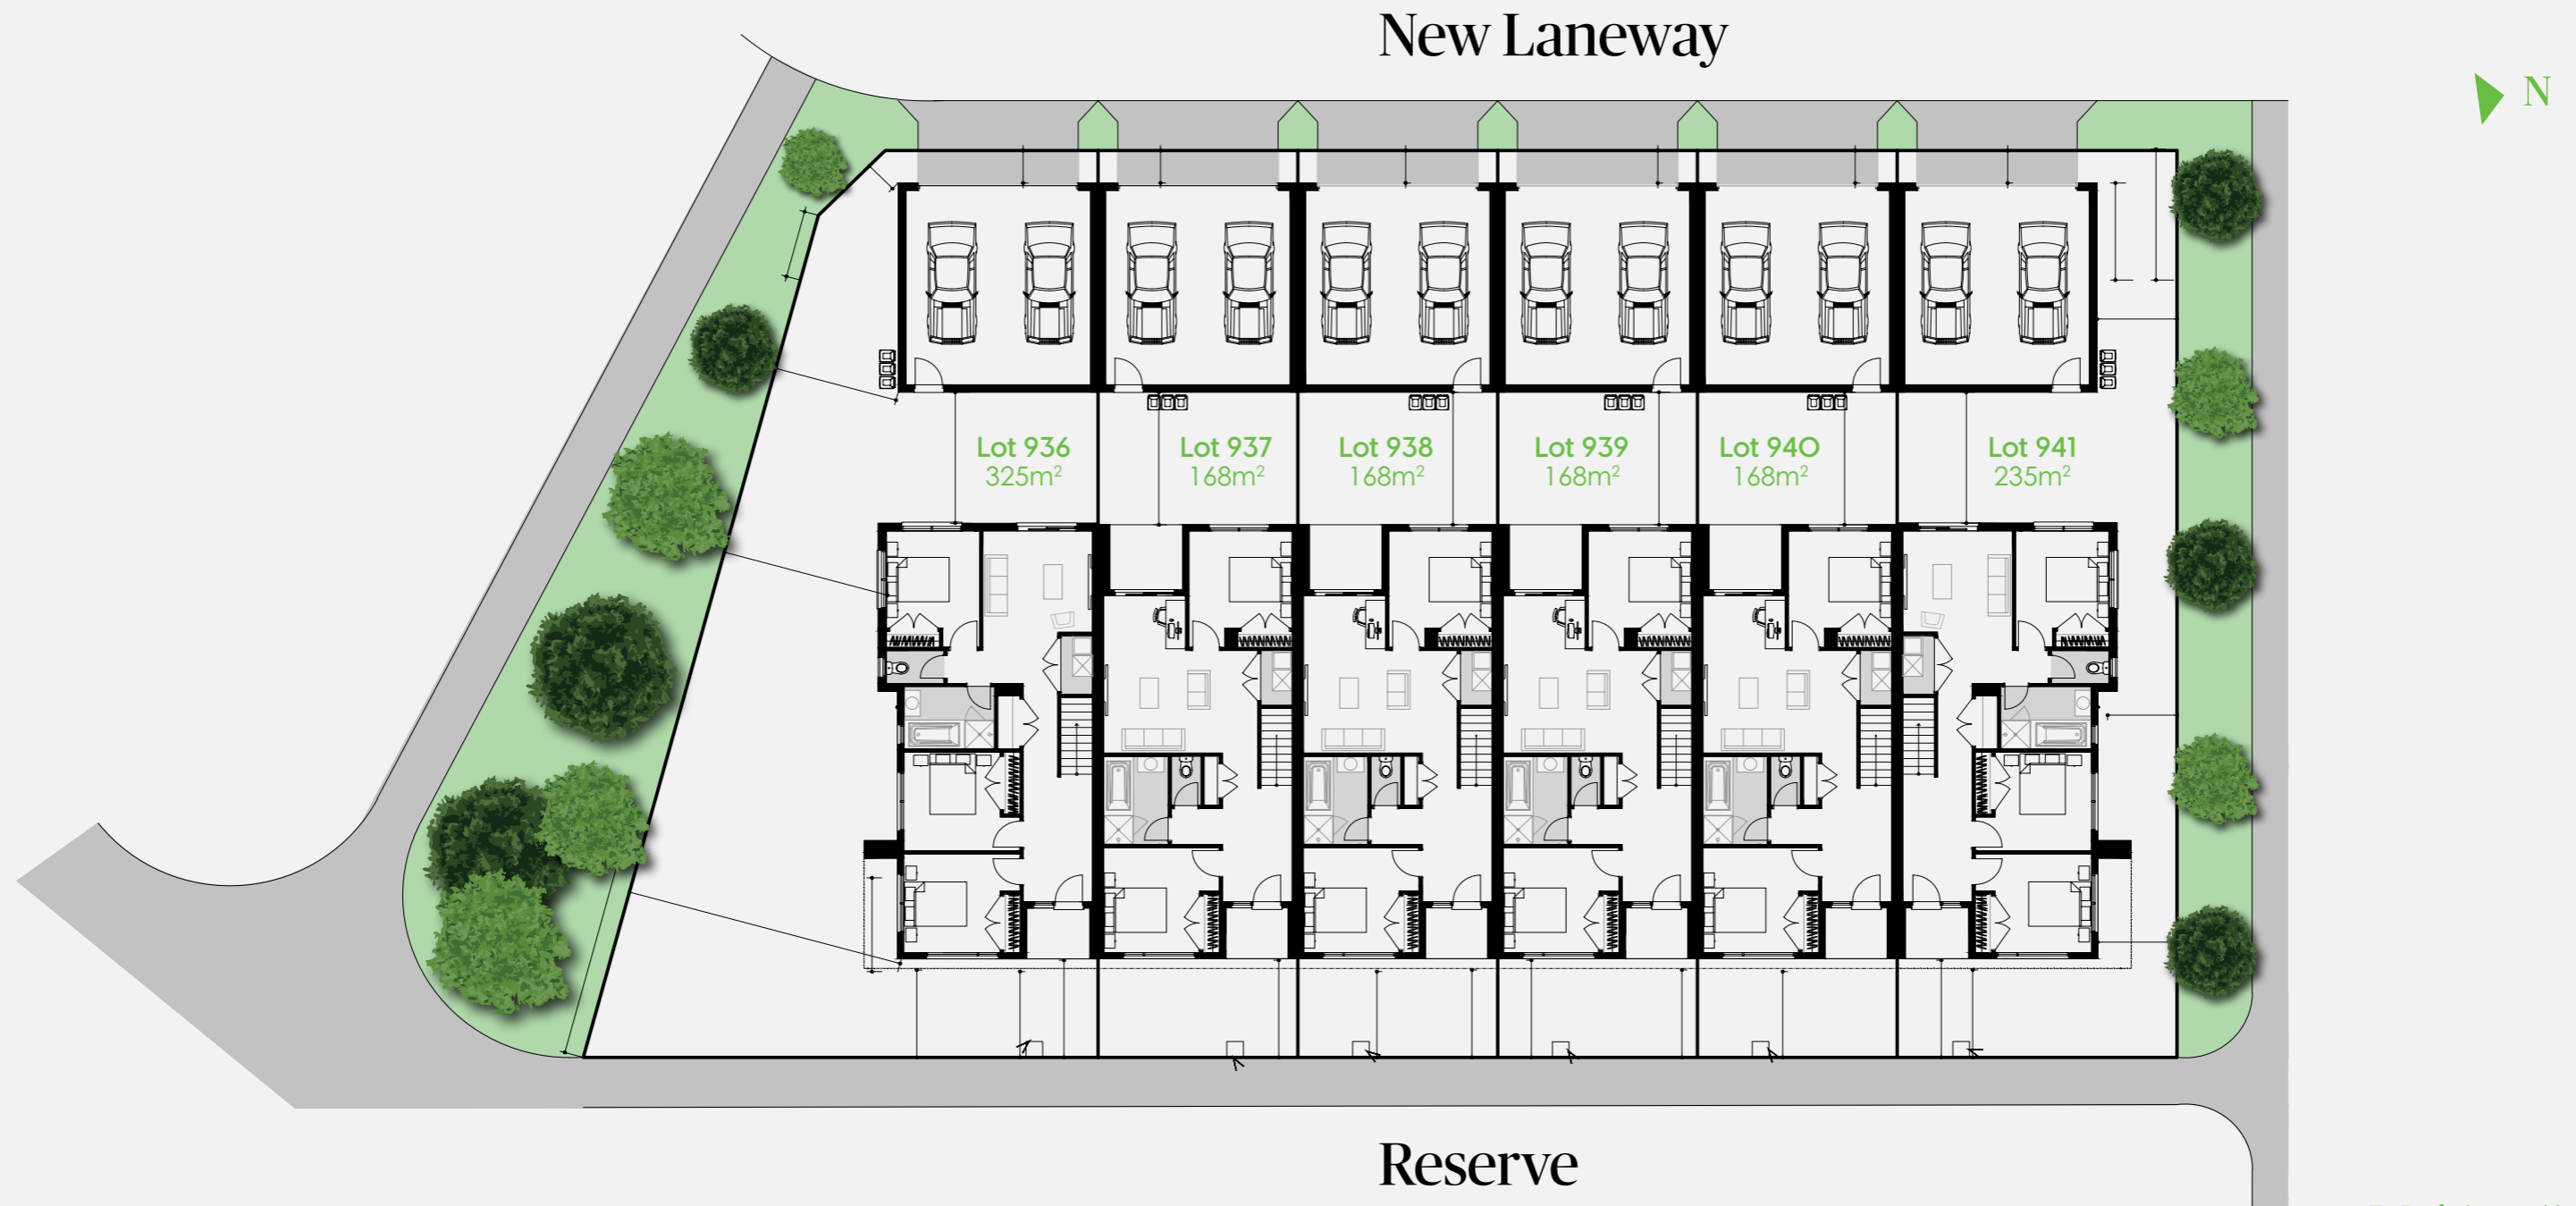 New Laneway
N
Lot 936
325m²
Lot 937
168m²
Lot 938
168m²
Lot 939
168m²
Lot 940
168m²
Lot 941
235m²
Reserve